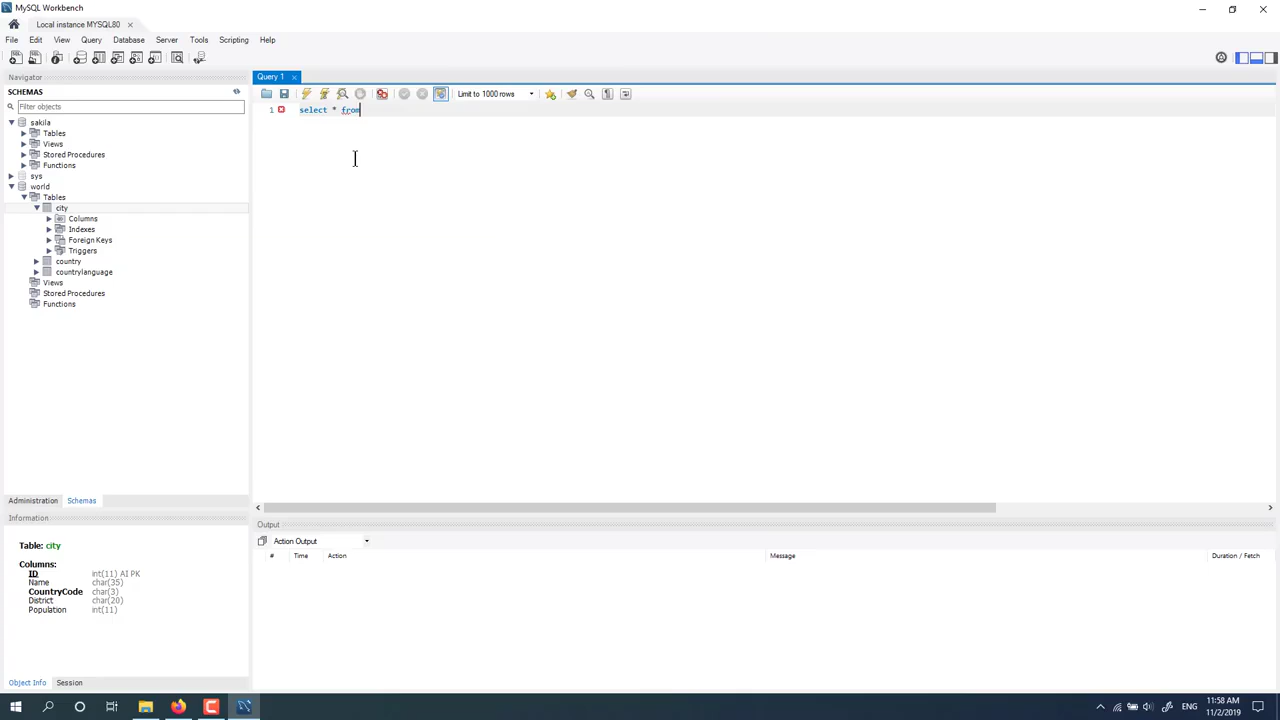 MySQL Workbench
Local instance MYSQL80
File Edit View Query Database Server Tools Scripting Help
Navigator
SCHEMAS
Filter objects
sakila
Tables
Views
Stored Procedures
Functions
sys
world
Tables
city
Columns
Indexes
Foreign Keys
Triggers
country
countrylanguage
Views
Stored Procedures
Functions
Administration Schemas
Information
Table: city
Columns:
ID int(11) AI PK
Name char(35)
CountryCode char(3)
District char(20)
Population int(11)
Object Info Session
Query 1
Limit to 1000 rows
1 select * from
Output
Action Output
# Time Action Message Duration / Fetch
ENG
11:58 AM
11/2/2019